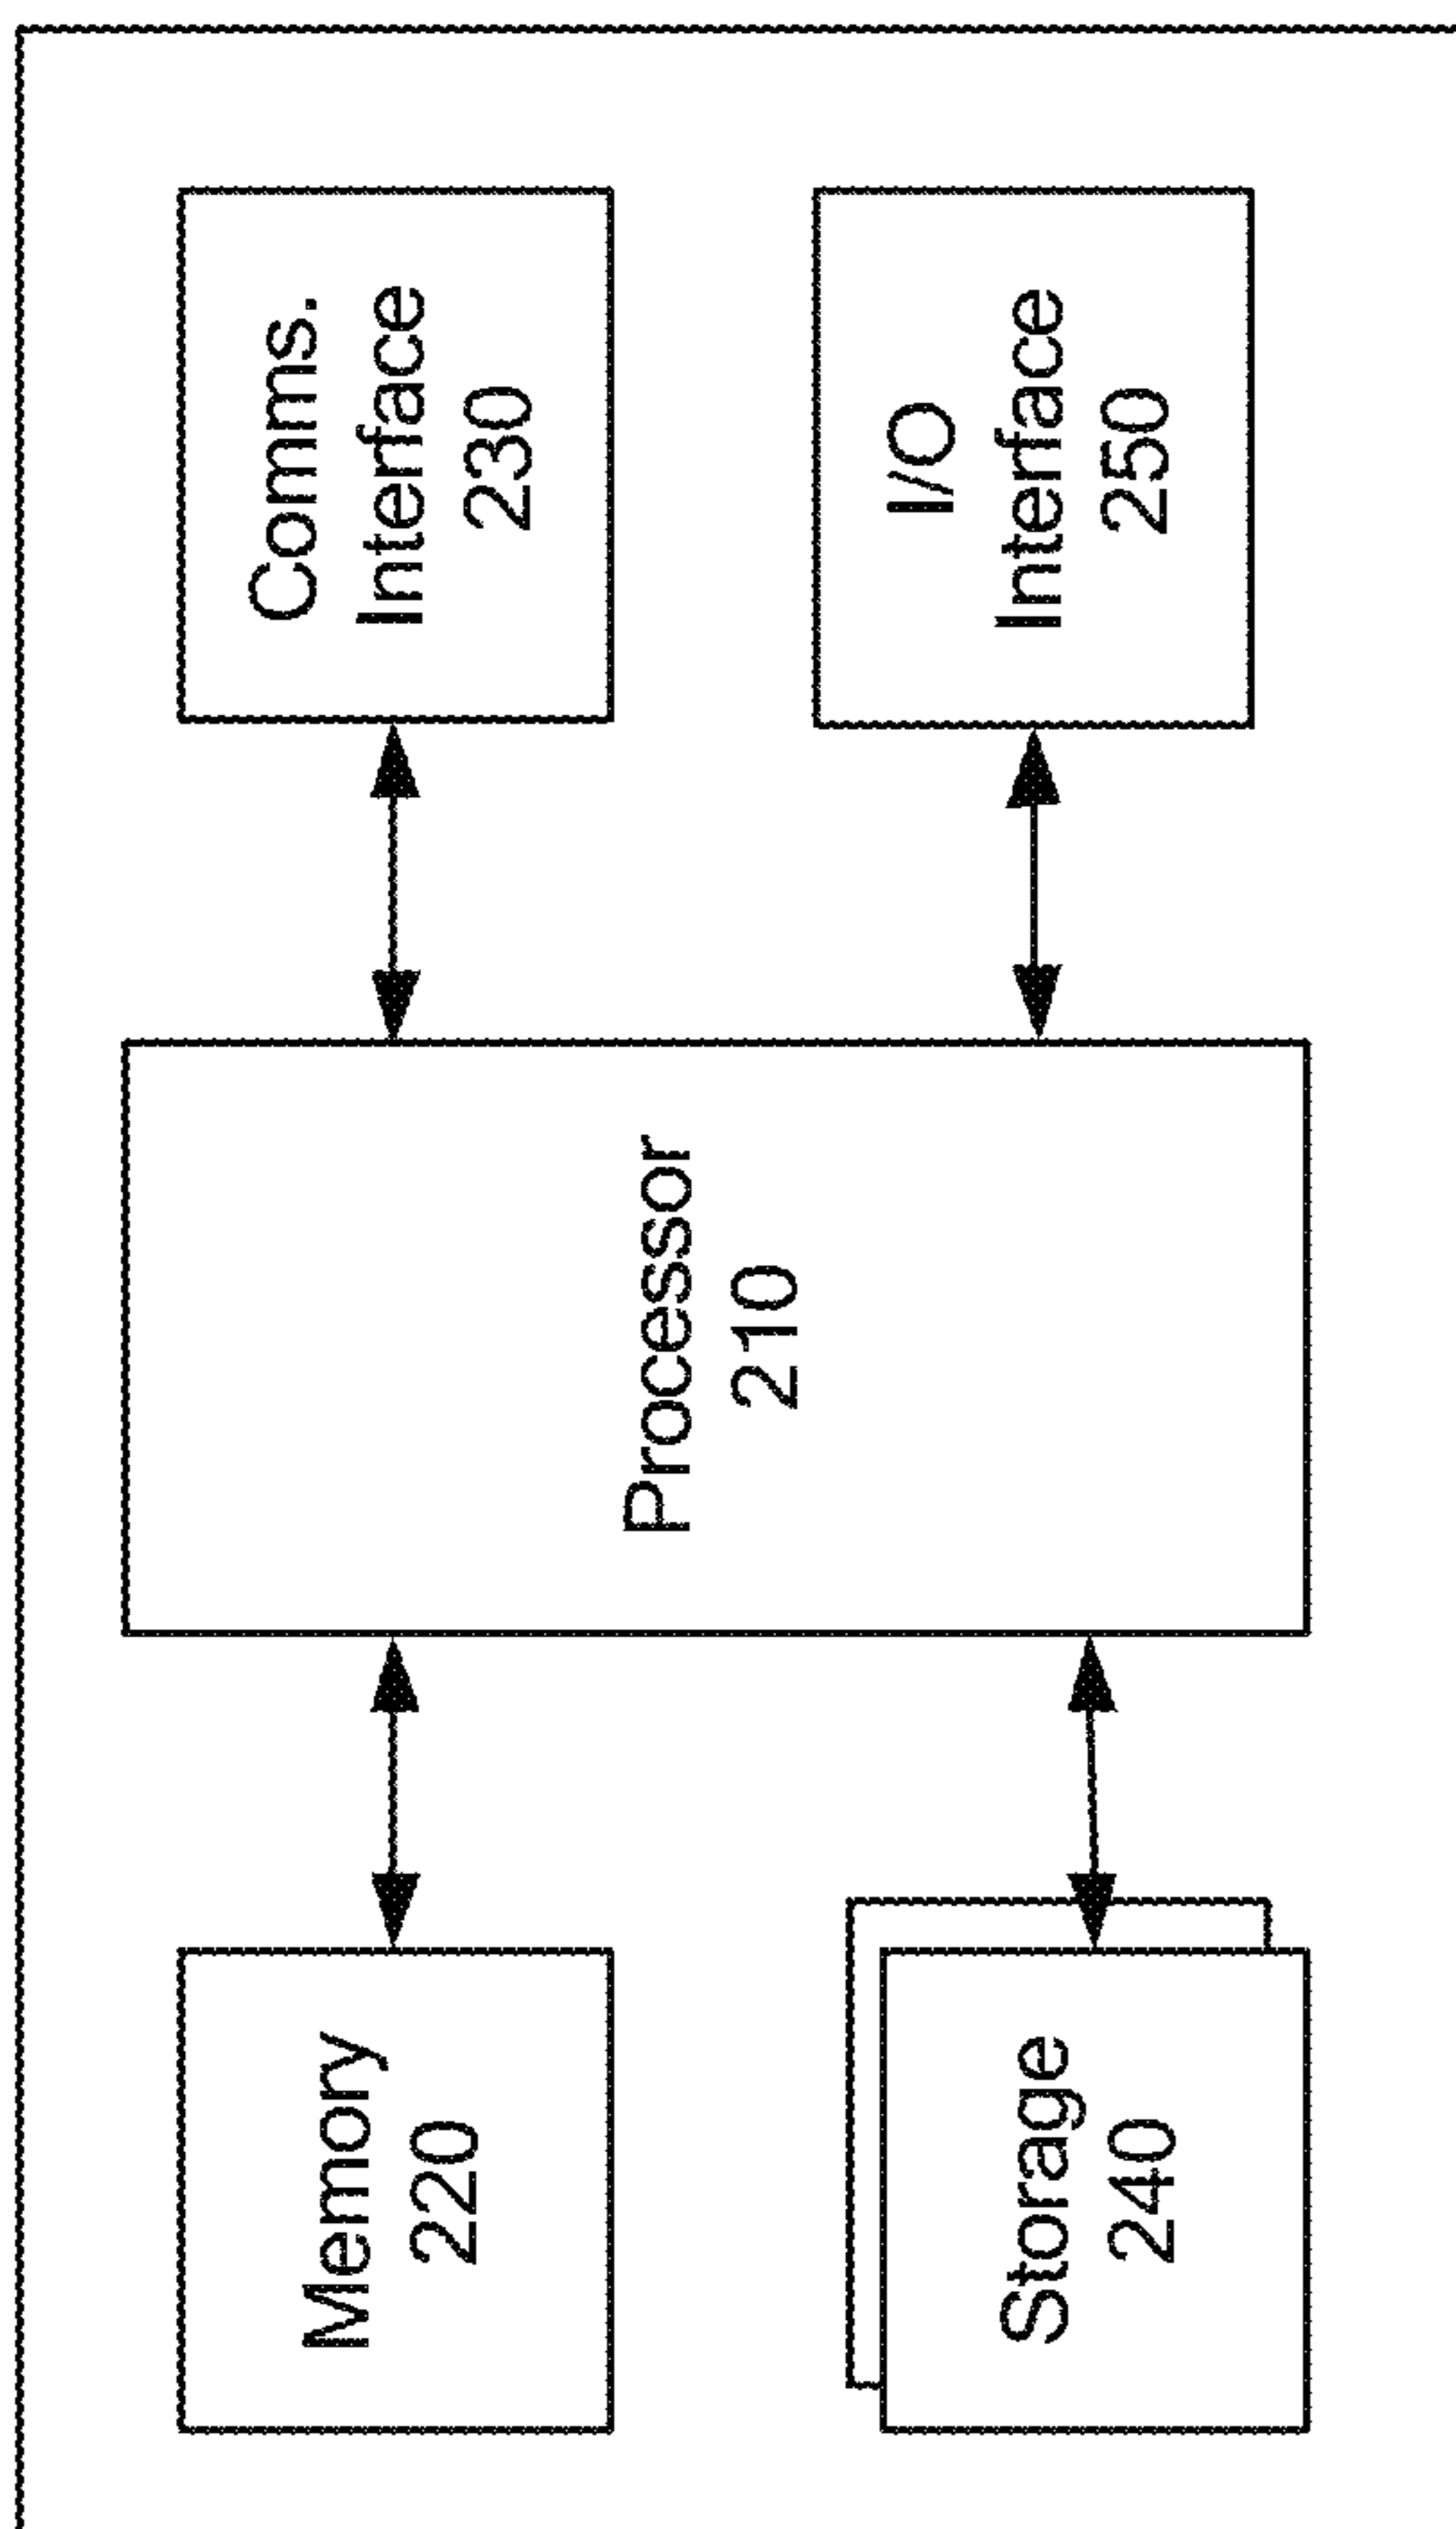 Memory
220
Processor
210
Comms.
Interface
230
Storage
240
I/O
Interface
250